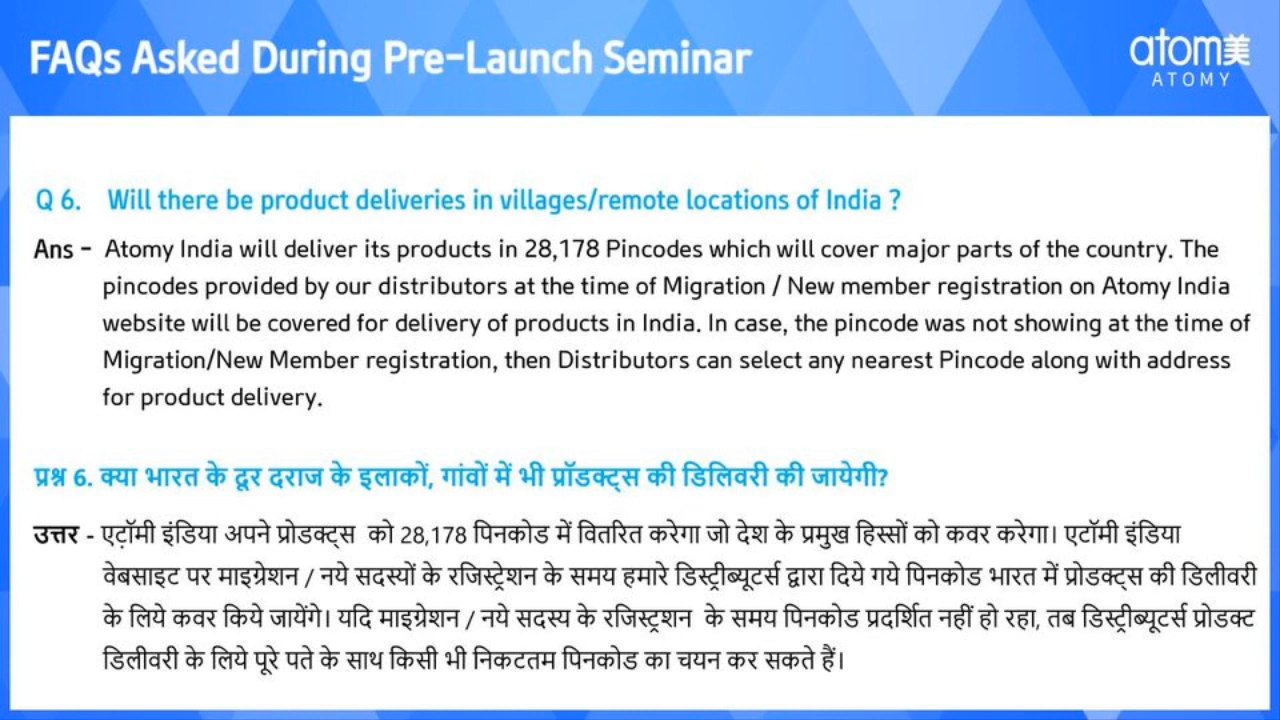 FAQs Asked During Pre-Launch Seminar
atom美
ATOMY
Q 6. Will there be product deliveries in villages/remote locations of India ?
Ans - Atomy India will deliver its products in 28,178 Pincodes which will cover major parts of the country. The
pincodes provided by our distributors at the time of Migration / New member registration on Atomy India
website will be covered for delivery of products in India. In case, the pincode was not showing at the time of
Migration/New Member registration, then Distributors can select any nearest Pincode along with address
for product delivery.
प्रश्न 6. क्या भारत के दूर दराज के इलाकों, गांवों में भी प्रॉडक्ट्स की डिलिवरी की जायेगी?
उत्तर - एटॉमी इंडिया अपने प्रोडक्ट्स को 28,178 पिनकोड में वितरित करेगा जो देश के प्रमुख हिस्सों को कवर करेगा। एटॉमी इंडिया
वेबसाइट पर माइग्रेशन / नये सदस्यों के रजिस्ट्रेशन के समय हमारे डिस्ट्रीब्यूटर्स द्वारा दिये गये पिनकोड भारत में प्रोडक्ट्स की डिलीवरी
के लिये कवर किये जायेंगे। यदि माइग्रेशन / नये सदस्य के रजिस्ट्रशन के समय पिनकोड प्रदर्शित नहीं हो रहा, तब डिस्ट्रीब्यूटर्स प्रोडक्ट
डिलीवरी के लिये पूरे पते के साथ किसी भी निकटतम पिनकोड का चयन कर सकते हैं।